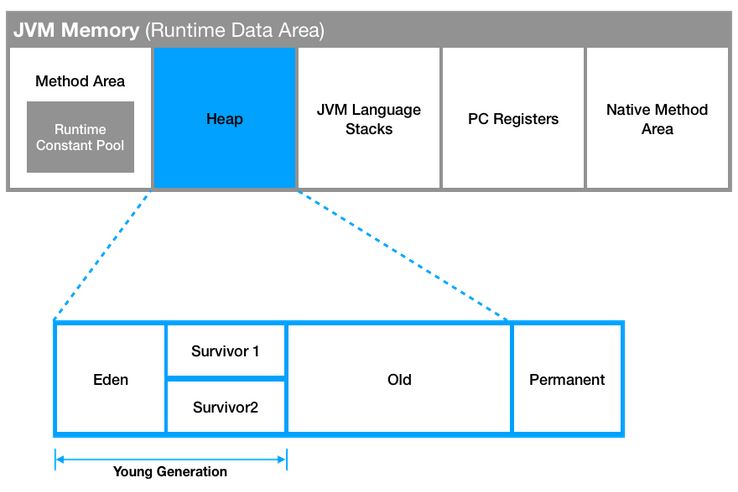 JVM Memory (Runtime Data Area)
Method Area
Runtime
Constant Pool
Heap
JVM Language
Stacks
PC Registers
Native Method
Area
Eden
Survivor 1
Survivor2
Old
Permanent
Young Generation